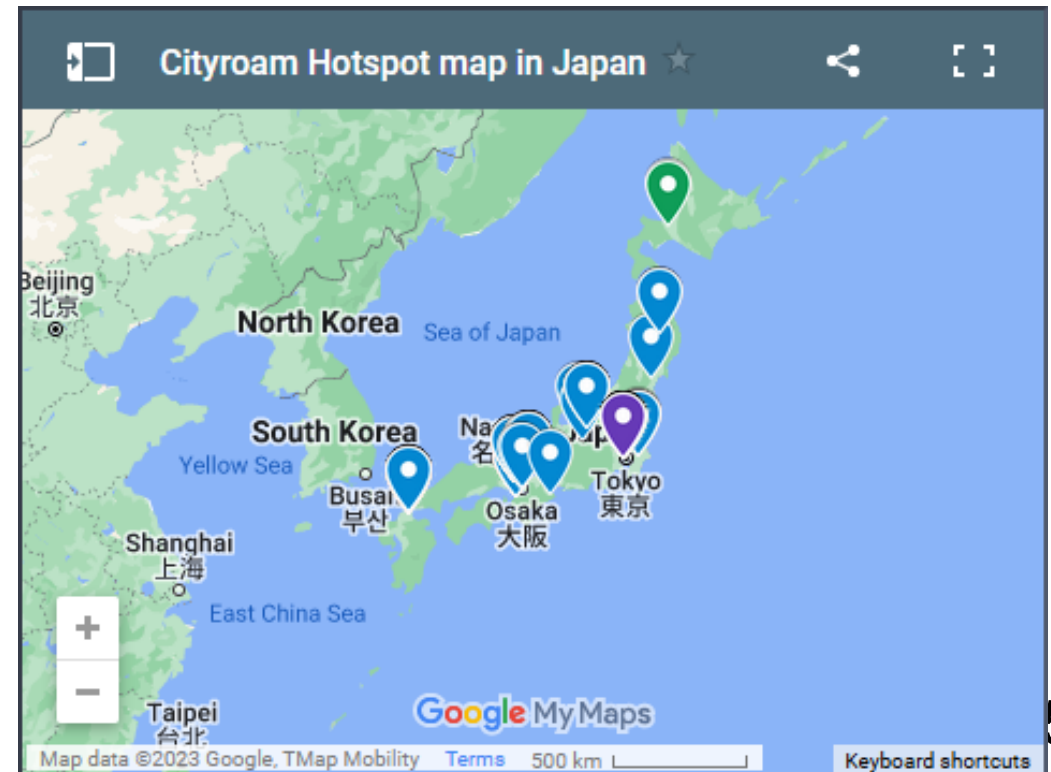 Cityroam Hotspot map in Japan
Beijing
北京
North Korea
Sea of Japan
South Korea
Yellow Sea
Busan
부산
Tokyo
東京
Osaka
大阪
Shanghai
上海
East China Sea
Taipei
台北
Google My Maps
Map data ©2023 Google, TMap Mobility
Terms
500 km
Keyboard shortcuts